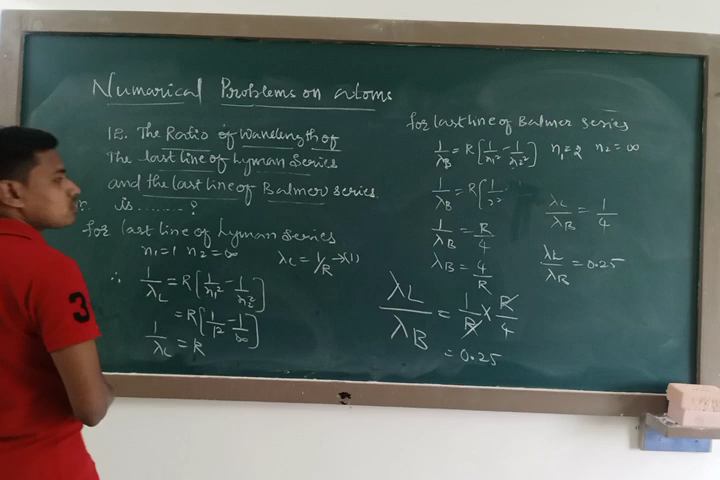 Numarical Problems on atoms
12. The Ratio of wavelength of
The last line of Lyman series
and the last line of Balmer series
is ........ ?
for last line of Lyman series
n₁=1 n₂=∞ λL = 1/R →(1)
∴ 1/λL = R[1/n₁² - 1/n₂²]
= R[1/1² - 1/∞]
1/λL = R
for last line of Balmer series
1/λB = R[1/n₁² - 1/n₂²] n₁=2 n₂=∞
1/λB = R[1/2²
1/λB = R/4
λB = 4/R
λL/λB = 1/R × R/4
= 0.25
λL/λB = 1/4
λL/λB = 0.25
3